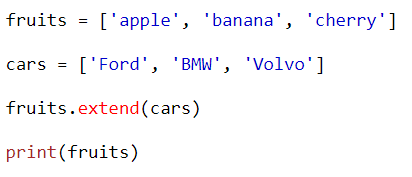 fruits = ['apple', 'banana', 'cherry']
cars = ['Ford', 'BMW', 'Volvo']
fruits.extend(cars)
print(fruits)